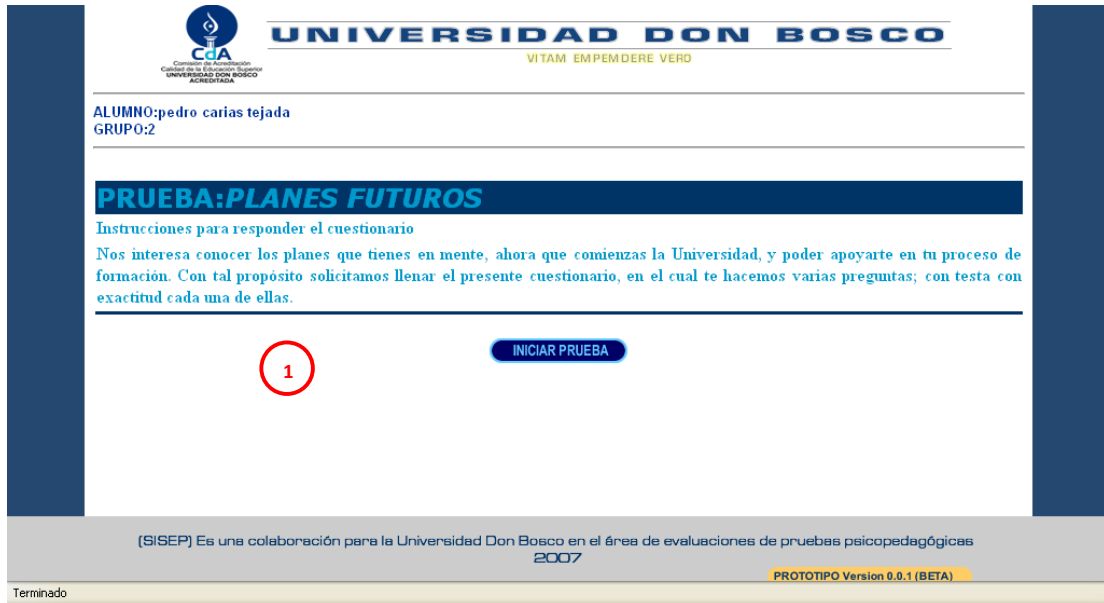 UNIVERSIDAD DON BOSCO
VITAM EMPEMDERE VERO
CdA
Comisión de Acreditación
Calidad de la Educación Superior
UNIVERSIDAD DON BOSCO
ACREDITADA
ALUMNO:pedro carias tejada
GRUPO:2
PRUEBA:PLANES FUTUROS
Instrucciones para responder el cuestionario
Nos interesa conocer los planes que tienes en mente, ahora que comienzas la Universidad, y poder apoyarte en tu proceso de
formación. Con tal propósito solicitamos llenar el presente cuestionario, en el cual te hacemos varias preguntas; con testa con
exactitud cada una de ellas.
INICIAR PRUEBA
1
(SISEP) Es una colaboración para la Universidad Don Bosco en el área de evaluaciones de pruebas psicopedagógicas
2007
PROTOTIPO Version 0.0.1 (BETA)
Terminado